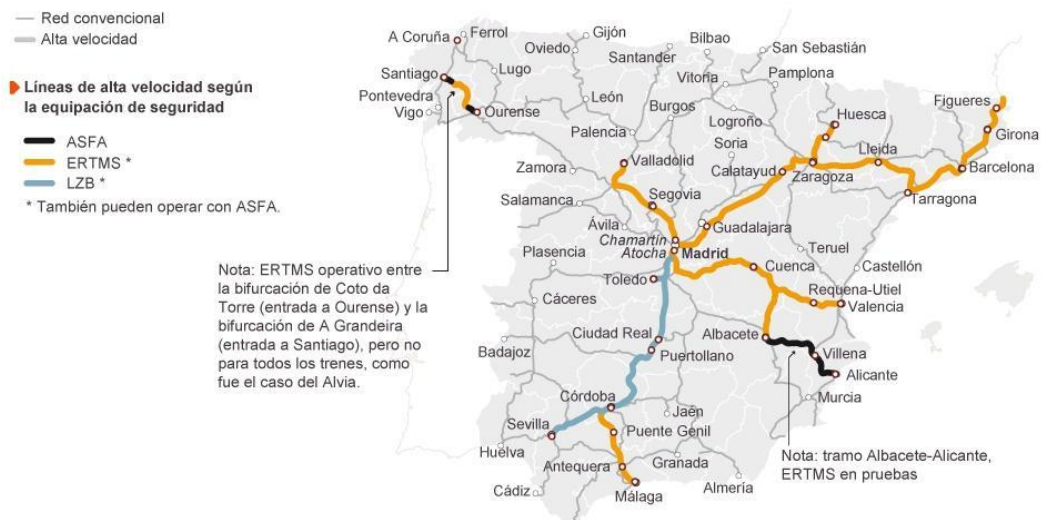 Red convencional
Alta velocidad
Líneas de alta velocidad según
la equipación de seguridad
ASFA
ERTMS *
LZB *
* También pueden operar con ASFA.
Nota: ERTMS operativo entre
la bifurcación de Coto da
Torre (entrada a Ourense) y la
bifurcación de A Grandeira
(entrada a Santiago), pero no
para todos los trenes, como
fue el caso del Alvia.
A Coruña
Ferrol
Santiago
Lugo
Pontevedra
Vigo
Ourense
Oviedo
Gijón
Santander
Bilbao
San Sebastián
Vitoria
Pamplona
León
Burgos
Logroño
Huesca
Figueres
Girona
Palencia
Soria
Lleida
Zamora
Valladolid
Calatayud
Zaragoza
Barcelona
Salamanca
Segovia
Tarragona
Ávila
Guadalajara
Chamartín
Atocha
Madrid
Teruel
Plasencia
Cuenca
Castellón
Toledo
Requena-Utiel
Valencia
Cáceres
Ciudad Real
Albacete
Badajoz
Puertollano
Villena
Alicante
Córdoba
Murcia
Sevilla
Jaén
Puente Genil
Huelva
Antequera
Granada
Cádiz
Málaga
Almería
Nota: tramo Albacete-Alicante,
ERTMS en pruebas